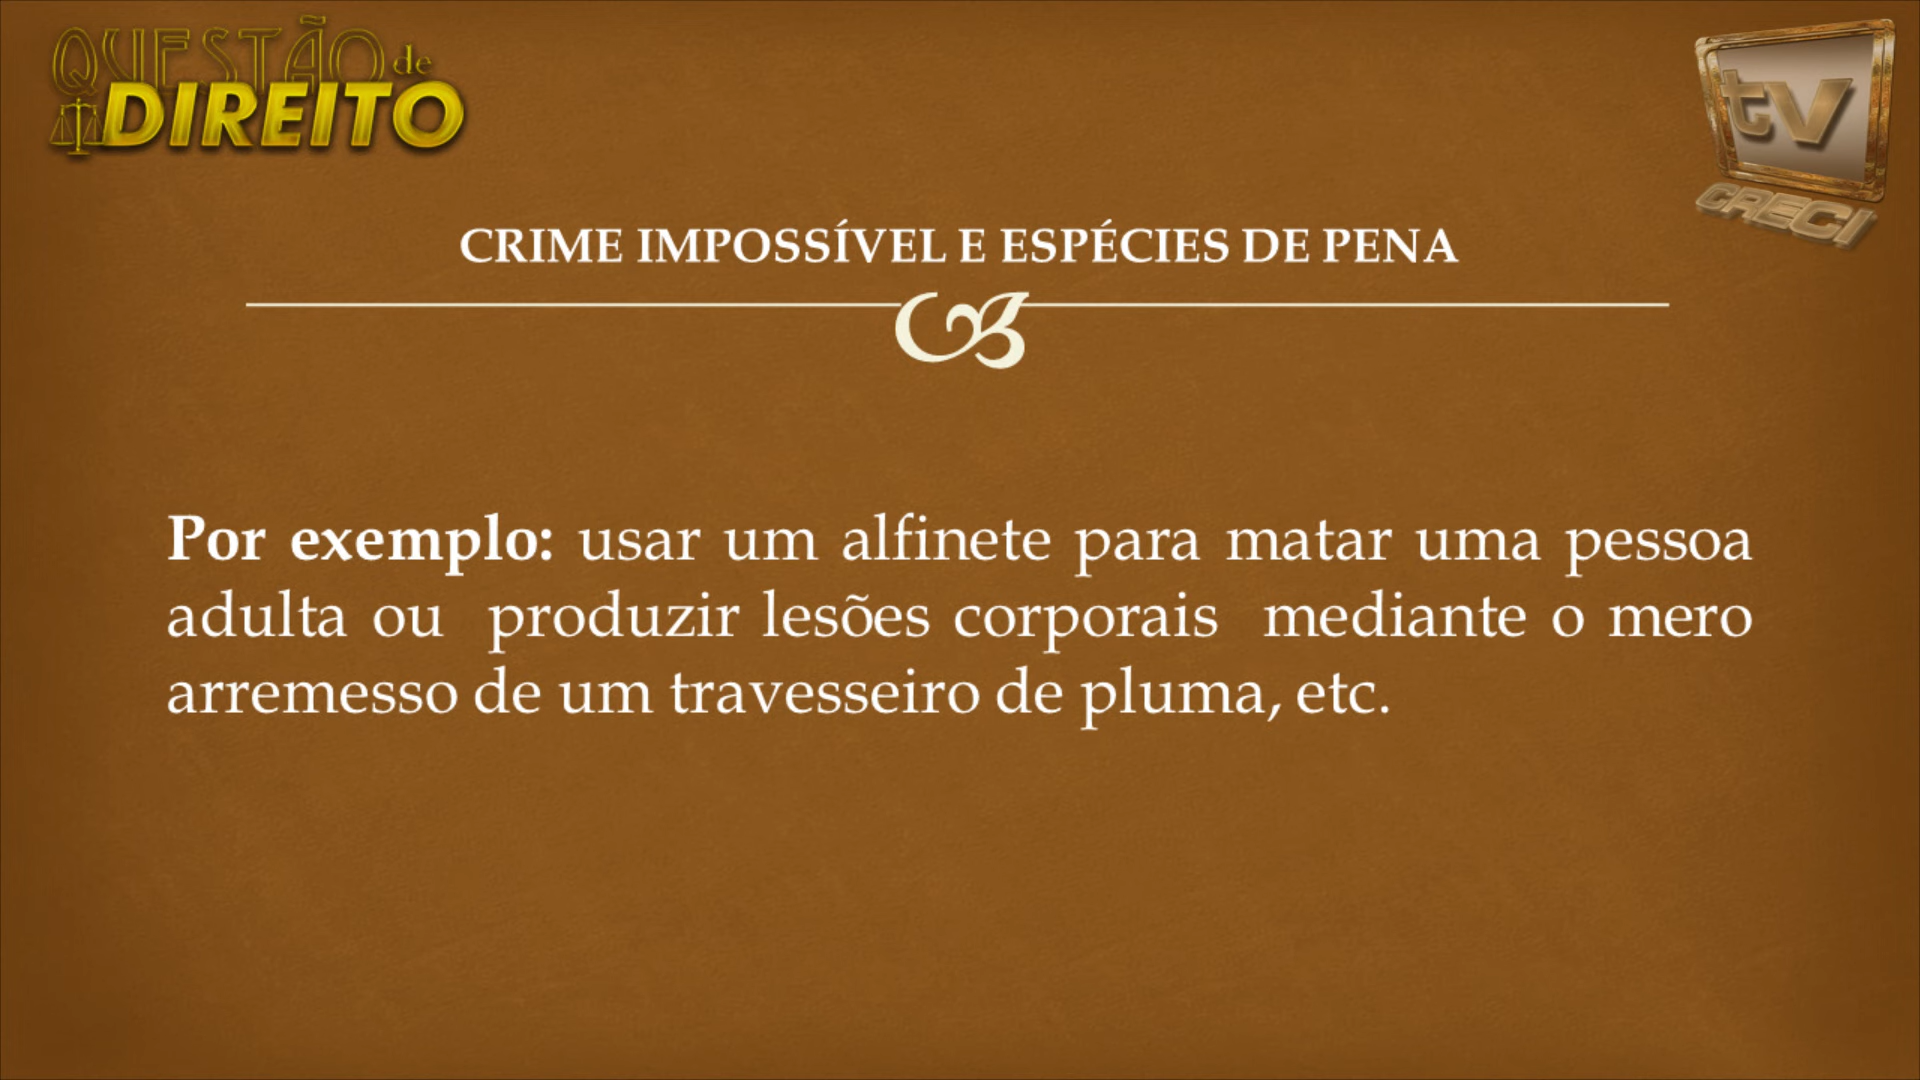 QUESTÃO de
DIREITO
tv
CRECI
CRIME IMPOSSÍVEL E ESPÉCIES DE PENA
Por exemplo: usar um alfinete para matar uma pessoa
adulta ou produzir lesões corporais mediante o mero
arremesso de um travesseiro de pluma, etc.